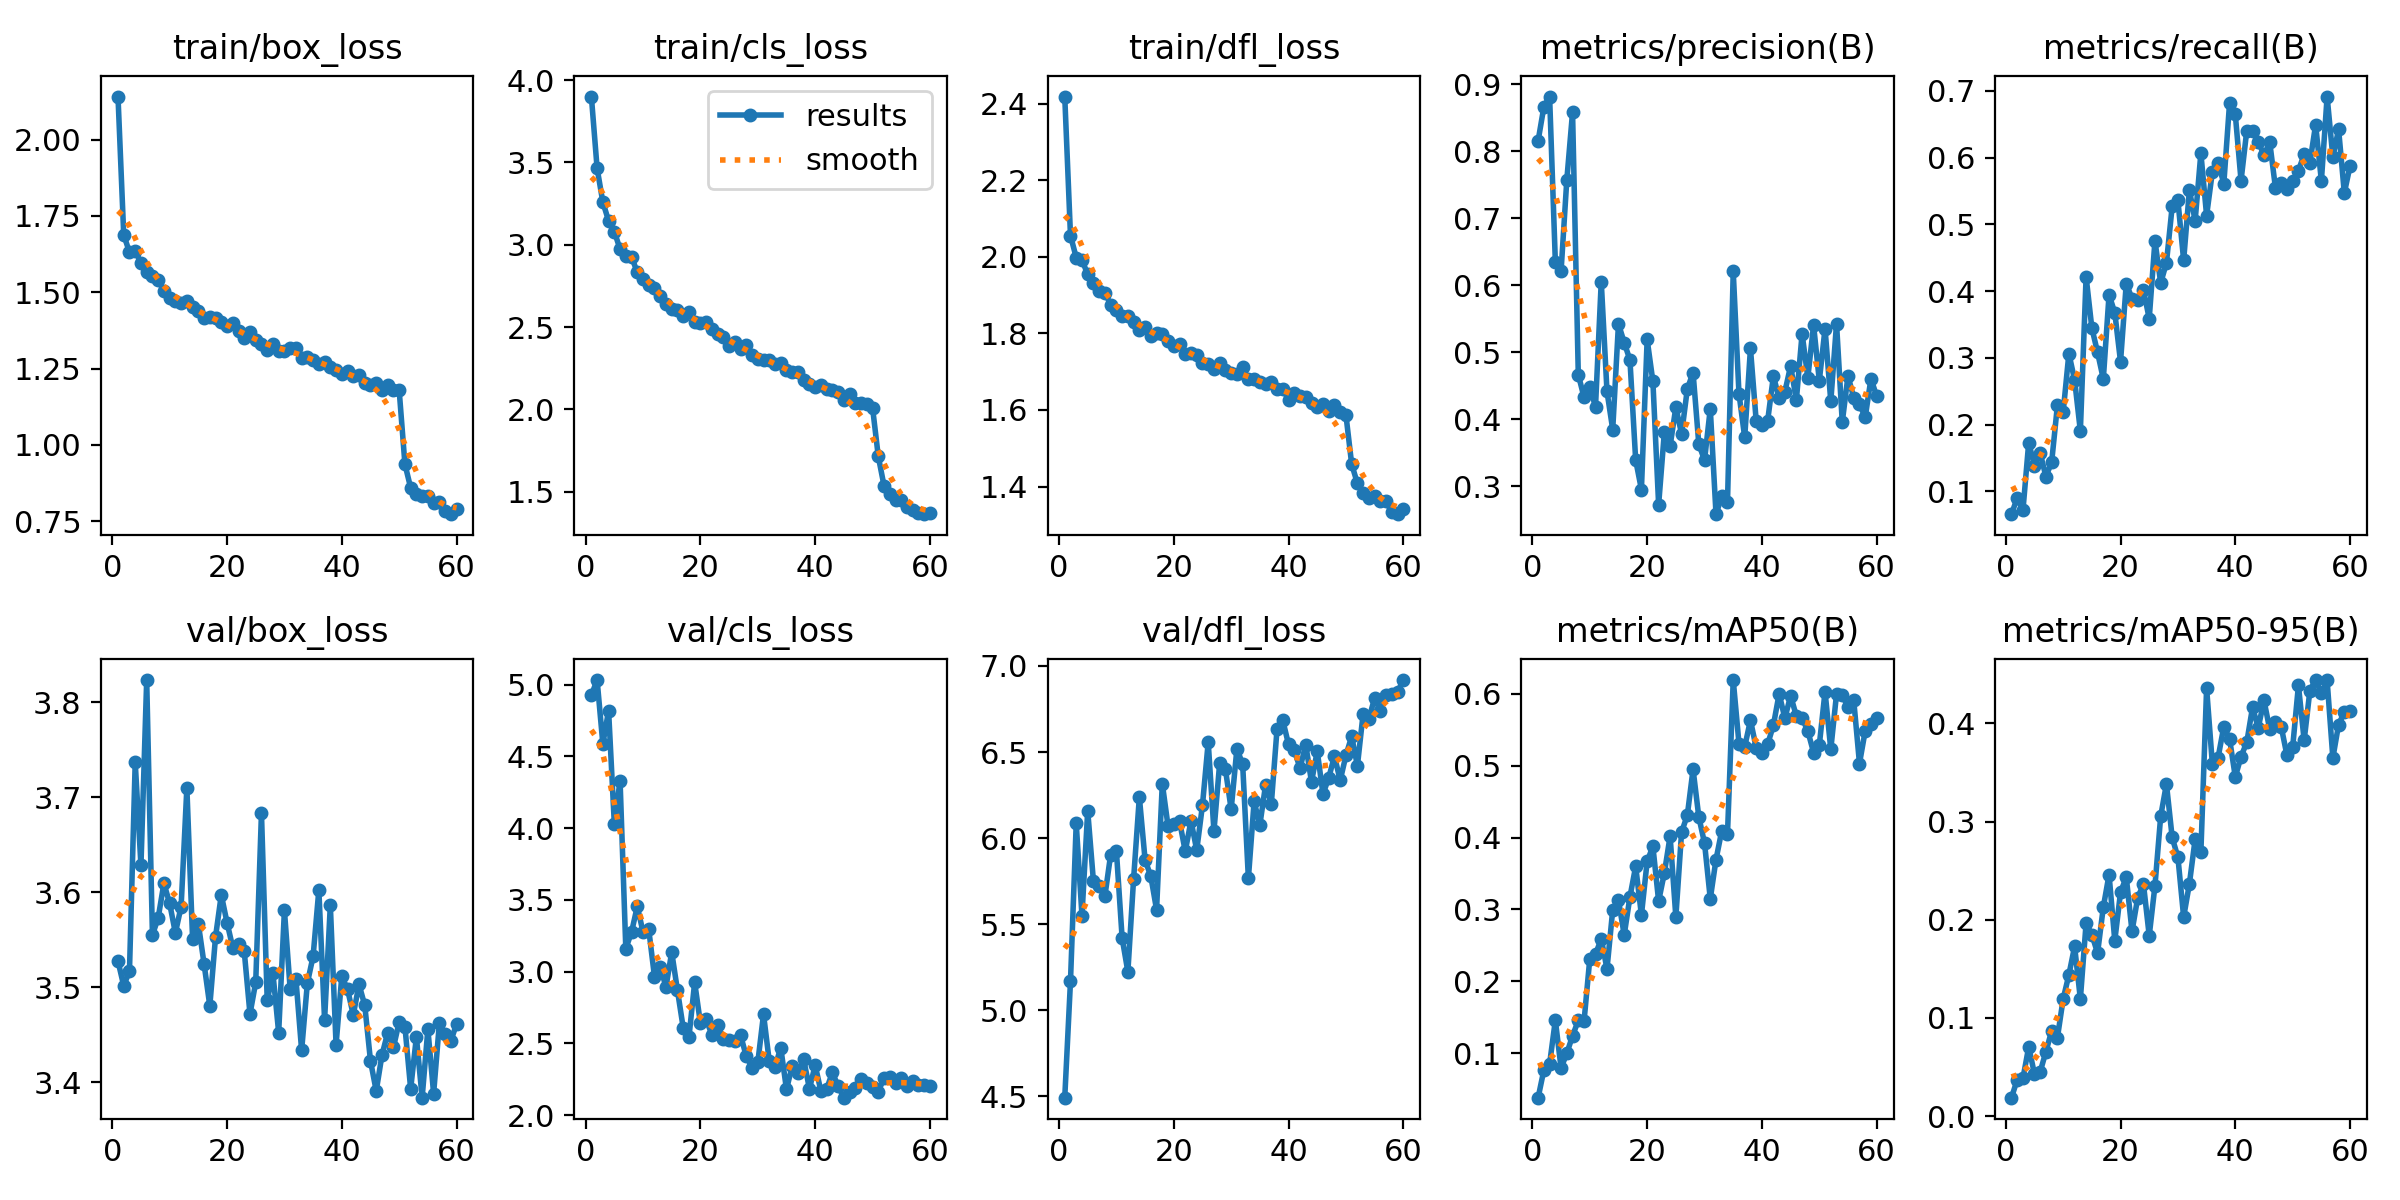 train/box_loss
train/cls_loss
train/dfl_loss
metrics/precision(B)
metrics/recall(B)
2.00
1.75
1.50
1.25
1.00
0.75
0 20 40 60
4.0
3.5
3.0
2.5
2.0
1.5
0 20 40 60
results
smooth
2.4
2.2
2.0
1.8
1.6
1.4
0 20 40 60
0.9
0.8
0.7
0.6
0.5
0.4
0.3
0 20 40 60
0.7
0.6
0.5
0.4
0.3
0.2
0.1
0 20 40 60
val/box_loss
val/cls_loss
val/dfl_loss
metrics/mAP50(B)
metrics/mAP50-95(B)
3.8
3.7
3.6
3.5
3.4
0 20 40 60
5.0
4.5
4.0
3.5
3.0
2.5
2.0
0 20 40 60
7.0
6.5
6.0
5.5
5.0
4.5
0 20 40 60
0.6
0.5
0.4
0.3
0.2
0.1
0 20 40 60
0.4
0.3
0.2
0.1
0.0
0 20 40 60